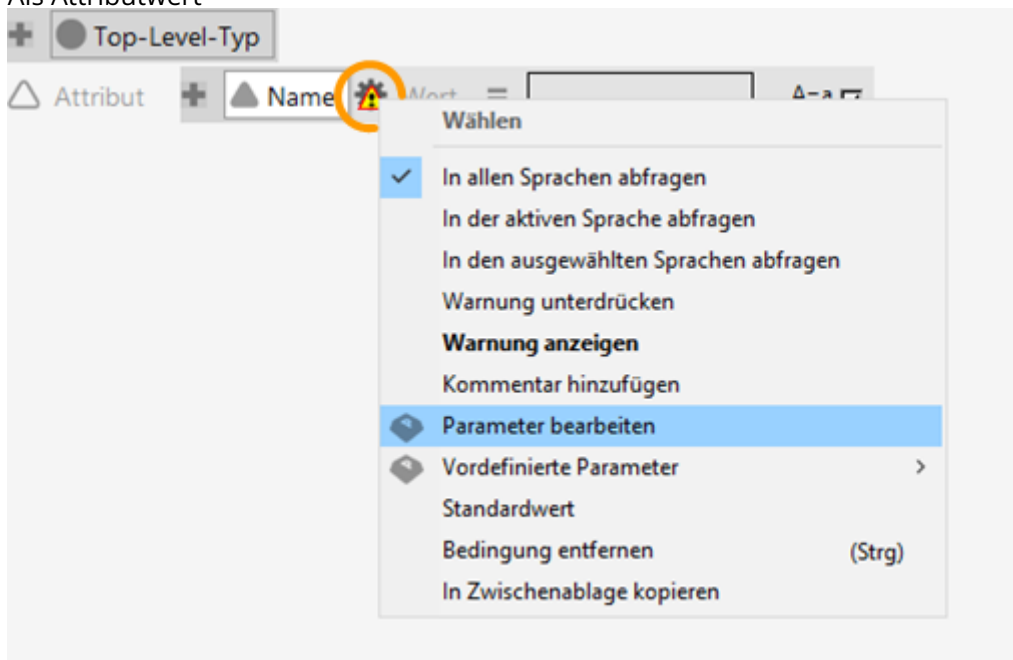 Als Attributwert
Top-Level-Typ
Attribut Name Wert = A=a
Wählen
In allen Sprachen abfragen
In der aktiven Sprache abfragen
In den ausgewählten Sprachen abfragen
Warnung unterdrücken
Warnung anzeigen
Kommentar hinzufügen
Parameter bearbeiten
Vordefinierte Parameter >
Standardwert
Bedingung entfernen (Strg)
In Zwischenablage kopieren